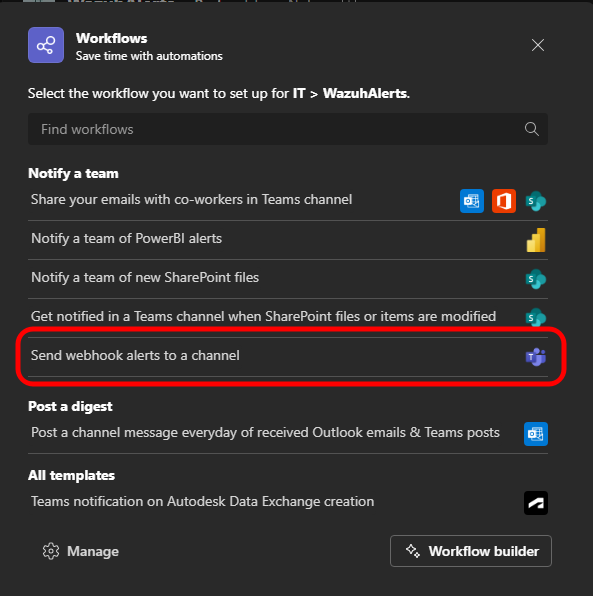 Workflows
Save time with automations
Select the workflow you want to set up for IT > WazuhAlerts.
Find workflows
Notify a team
Share your emails with co-workers in Teams channel
Notify a team of PowerBI alerts
Notify a team of new SharePoint files
Get notified in a Teams channel when SharePoint files or items are modified
Send webhook alerts to a channel
Post a digest
Post a channel message everyday of received Outlook emails & Teams posts
All templates
Teams notification on Autodesk Data Exchange creation
Manage
Workflow builder